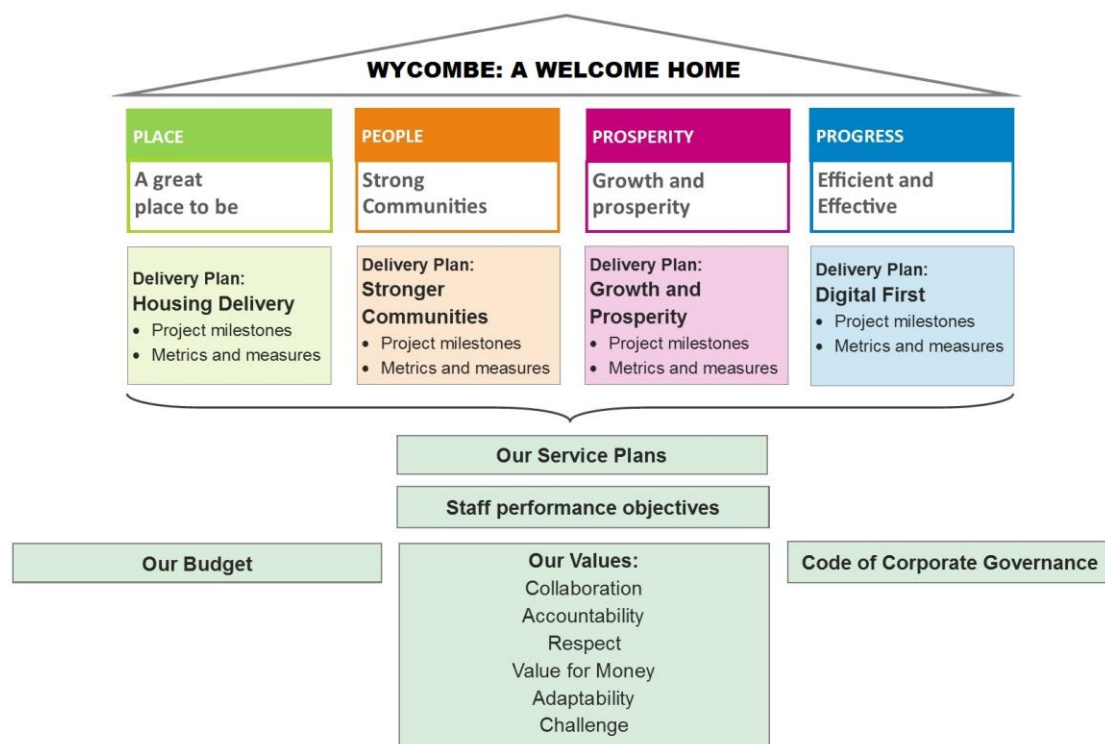 WYCOMBE: A WELCOME HOME
PLACE
A great
place to be
Delivery Plan:
Housing Delivery
• Project milestones
• Metrics and measures
PEOPLE
Strong
Communities
Delivery Plan:
Stronger
Communities
• Project milestones
• Metrics and measures
PROSPERITY
Growth and
prosperity
Delivery Plan:
Growth and
Prosperity
• Project milestones
• Metrics and measures
PROGRESS
Efficient and
Effective
Delivery Plan:
Digital First
• Project milestones
• Metrics and measures
Our Service Plans
Staff performance objectives
Our Budget
Our Values:
Collaboration
Accountability
Respect
Value for Money
Adaptability
Challenge
Code of Corporate Governance